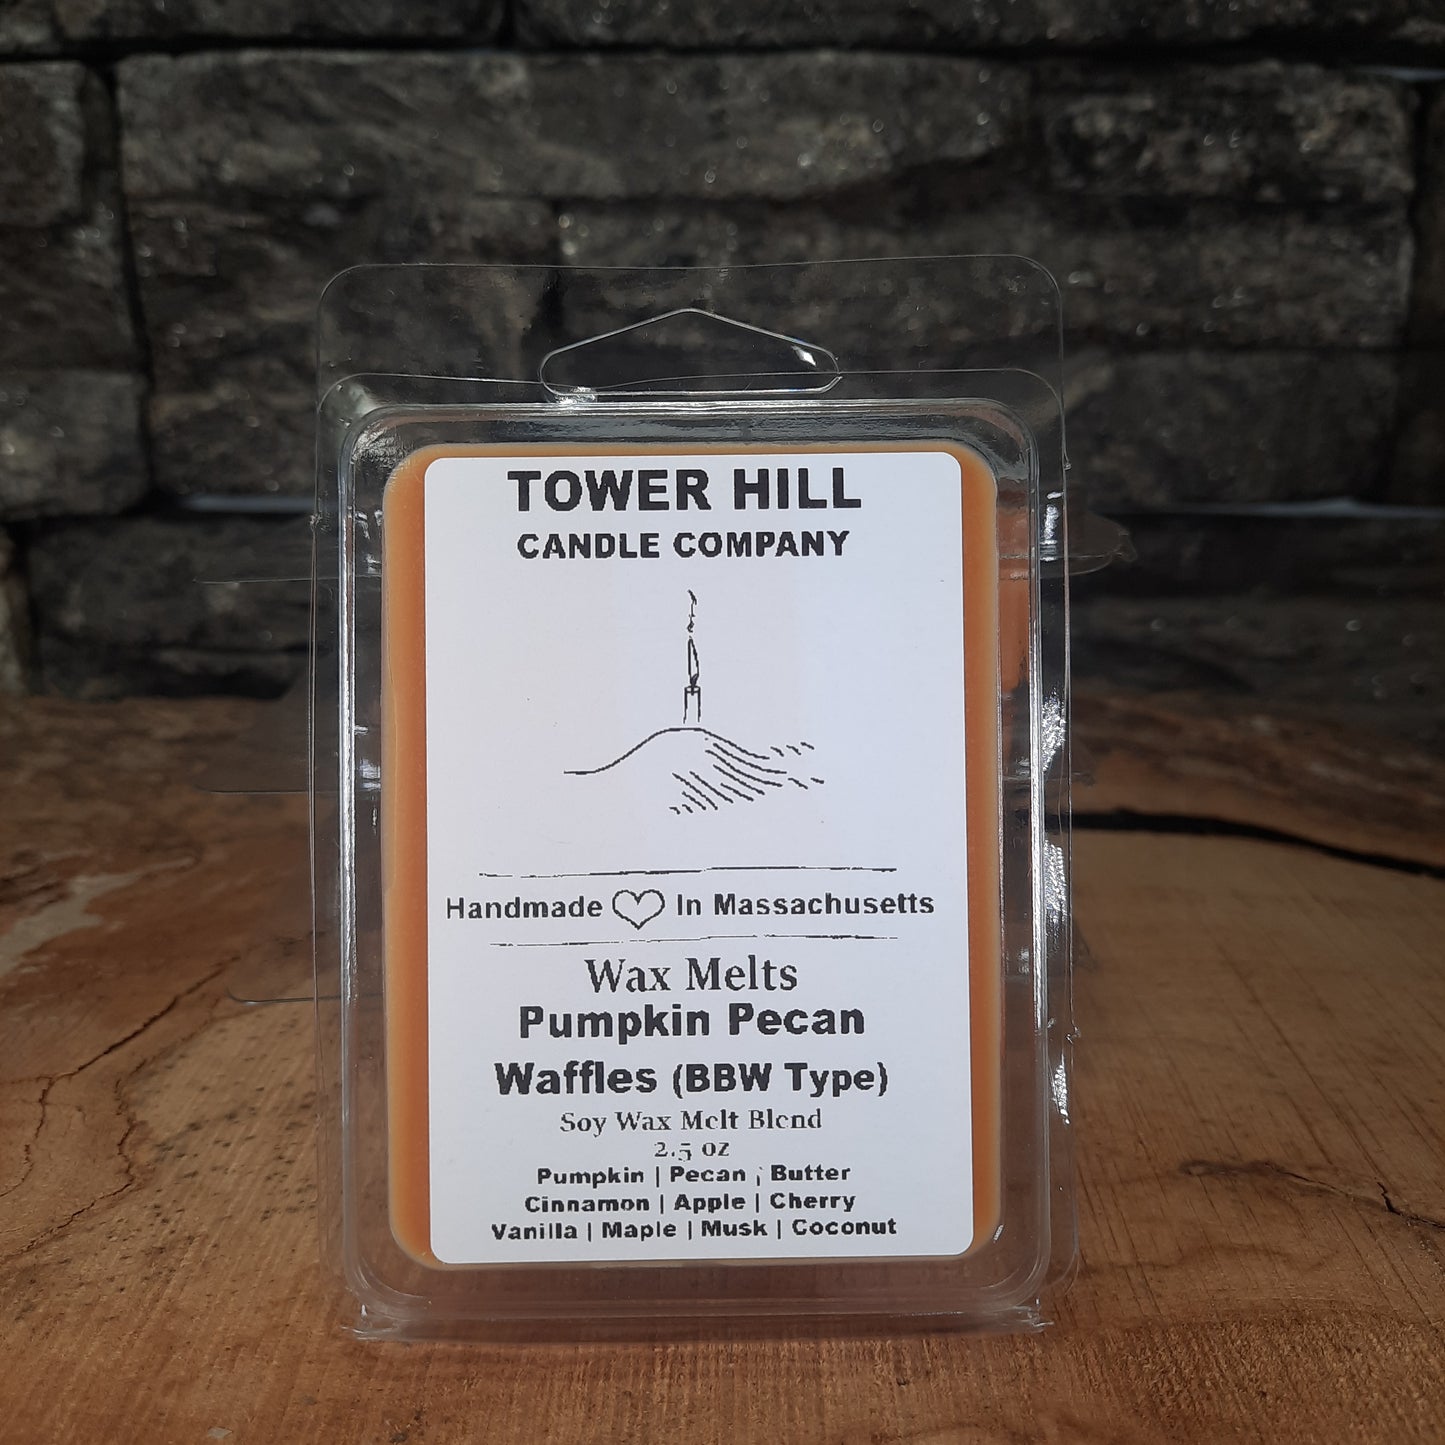 TOWER HILL
CANDLE COMPANY
Handmade In Massachusetts
Wax Melts
Pumpkin Pecan
Waffles (BBW Type)
Soy Wax Melt Blend
2.5 oz
Pumpkin | Pecan | Butter
Cinnamon | Apple | Cherry
Vanilla | Maple | Musk | Coconut